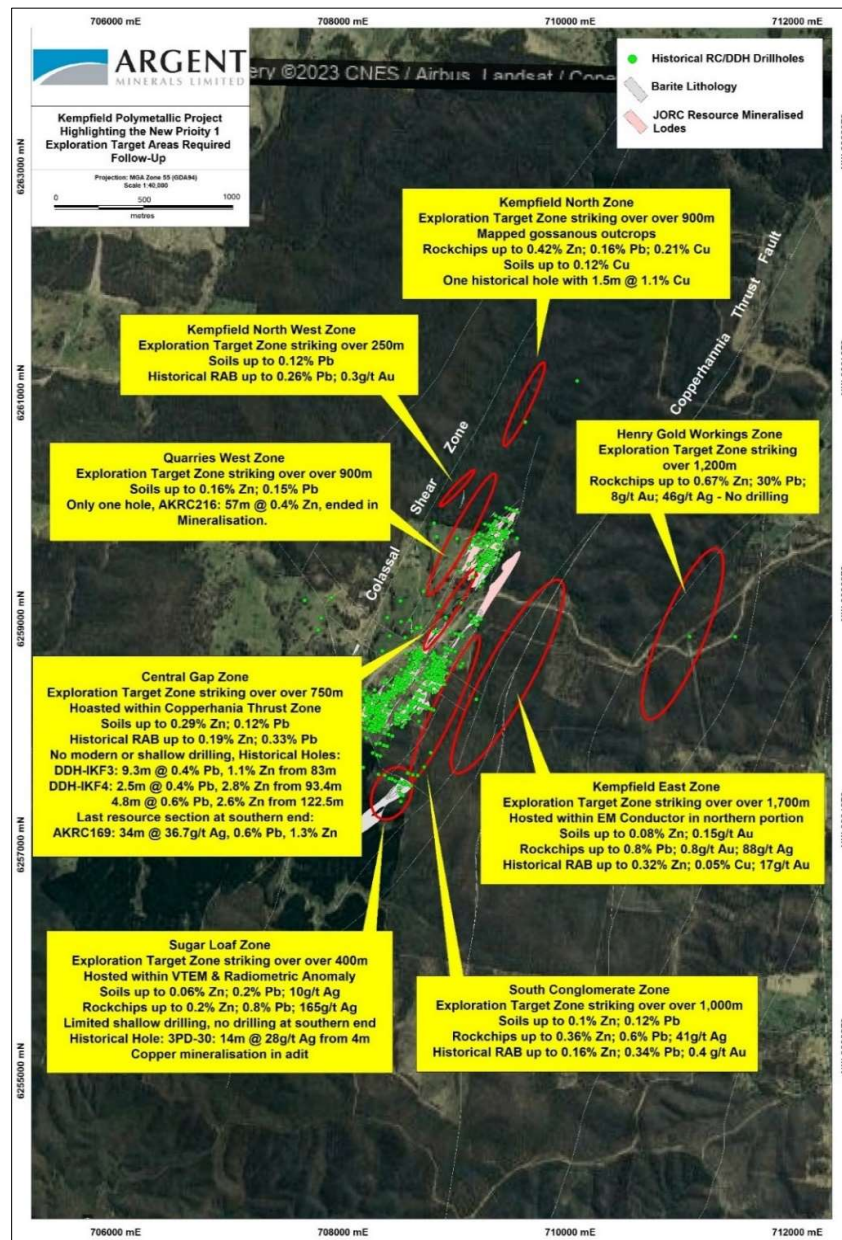 706000 mE
708000 mE
710000 mE
712000 mE
ARGENT
MINERALS LIMITED
Kempfield Polymetallic Project
Highlighting the New Prioity 1
Exploration Target Areas Required
Follow-Up
Projection: MGA Zone 55 (GDA94)
Scale 1:40,000
0 500 1000
metres
©2023 CNES / Airbus, Landsat /
Historical RC/DDH Drillholes
Barite Lithology
JORC Resource Mineralised
Lodes
6263000 mN
6261000 mN
6259000 mN
6257000 mN
6255000 mN
Kempfield North Zone
Exploration Target Zone striking over over 900m
Mapped gossanous outcrops
Rockchips up to 0.42% Zn; 0.16% Pb; 0.21% Cu
Soils up to 0.12% Cu
One historical hole with 1.5m @ 1.1% Cu
Copperhannia Thrust Fault
Kempfield North West Zone
Exploration Target Zone striking over 250m
Soils up to 0.12% Pb
Historical RAB up to 0.26% Pb; 0.3g/t Au
Henry Gold Workings Zone
Exploration Target Zone striking
over 1,200m
Rockchips up to 0.67% Zn; 30% Pb;
8g/t Au; 46g/t Ag - No drilling
Quarries West Zone
Exploration Target Zone striking over over 900m
Soils up to 0.16% Zn; 0.15% Pb
Only one hole, AKRC216: 57m @ 0.4% Zn, ended in
Mineralisation.
Colassal Shear Zone
Central Gap Zone
Exploration Target Zone striking over over 750m
Hoasted within Copperhania Thrust Zone
Soils up to 0.29% Zn; 0.12% Pb
Historical RAB up to 0.19% Zn; 0.33% Pb
No modern or shallow drilling, Historical Holes:
DDH-IKF3: 9.3m @ 0.4% Pb, 1.1% Zn from 83m
DDH-IKF4: 2.5m @ 0.4% Pb, 2.8% Zn from 93.4m
4.8m @ 0.6% Pb, 2.6% Zn from 122.5m
Last resource section at southern end:
AKRC169: 34m @ 36.7g/t Ag, 0.6% Pb, 1.3% Zn
Kempfield East Zone
Exploration Target Zone striking over over 1,700m
Hosted within EM Conductor in northern portion
Soils up to 0.08% Zn; 0.15g/t Au
Rockchips up to 0.8% Pb; 0.8g/t Au; 88g/t Ag
Historical RAB up to 0.32% Zn; 0.05% Cu; 17g/t Au
Sugar Loaf Zone
Exploration Target Zone striking over over 400m
Hosted within VTEM & Radiometric Anomaly
Soils up to 0.06% Zn; 0.2% Pb; 10g/t Ag
Rockchips up to 0.2% Zn; 0.8% Pb; 165g/t Ag
Limited shallow drilling, no drilling at southern end
Historical Hole: 3PD-30: 14m @ 28g/t Ag from 4m
Copper mineralisation in adit
South Conglomerate Zone
Exploration Target Zone striking over over 1,000m
Soils up to 0.1% Zn; 0.12% Pb
Rockchips up to 0.36% Zn; 0.6% Pb; 41g/t Ag
Historical RAB up to 0.16% Zn; 0.34% Pb; 0.4 g/t Au
706000 mE
708000 mE
710000 mE
712000 mE